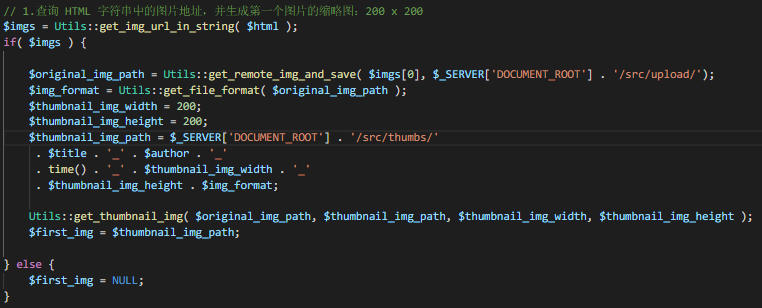 // 1.查询 HTML 字符串中的图片地址，并生成第一个图片的缩略图：200 x 200
$imgs = Utils::get_img_url_in_string( $html );
if( $imgs ) {
$original_img_path = Utils::get_remote_img_and_save( $imgs[0], $_SERVER['DOCUMENT_ROOT'] . '/src/upload/');
$img_format = Utils::get_file_format( $original_img_path );
$thumbnail_img_width = 200;
$thumbnail_img_height = 200;
$thumbnail_img_path = $_SERVER['DOCUMENT_ROOT'] . '/src/thumbs/'
. $title . '_' . $author . '_'
. time() . '_' . $thumbnail_img_width . '_'
. $thumbnail_img_height . $img_format;
Utils::get_thumbnail_img( $original_img_path, $thumbnail_img_path, $thumbnail_img_width, $thumbnail_img_height );
$first_img = $thumbnail_img_path;
} else {
$first_img = NULL;
}